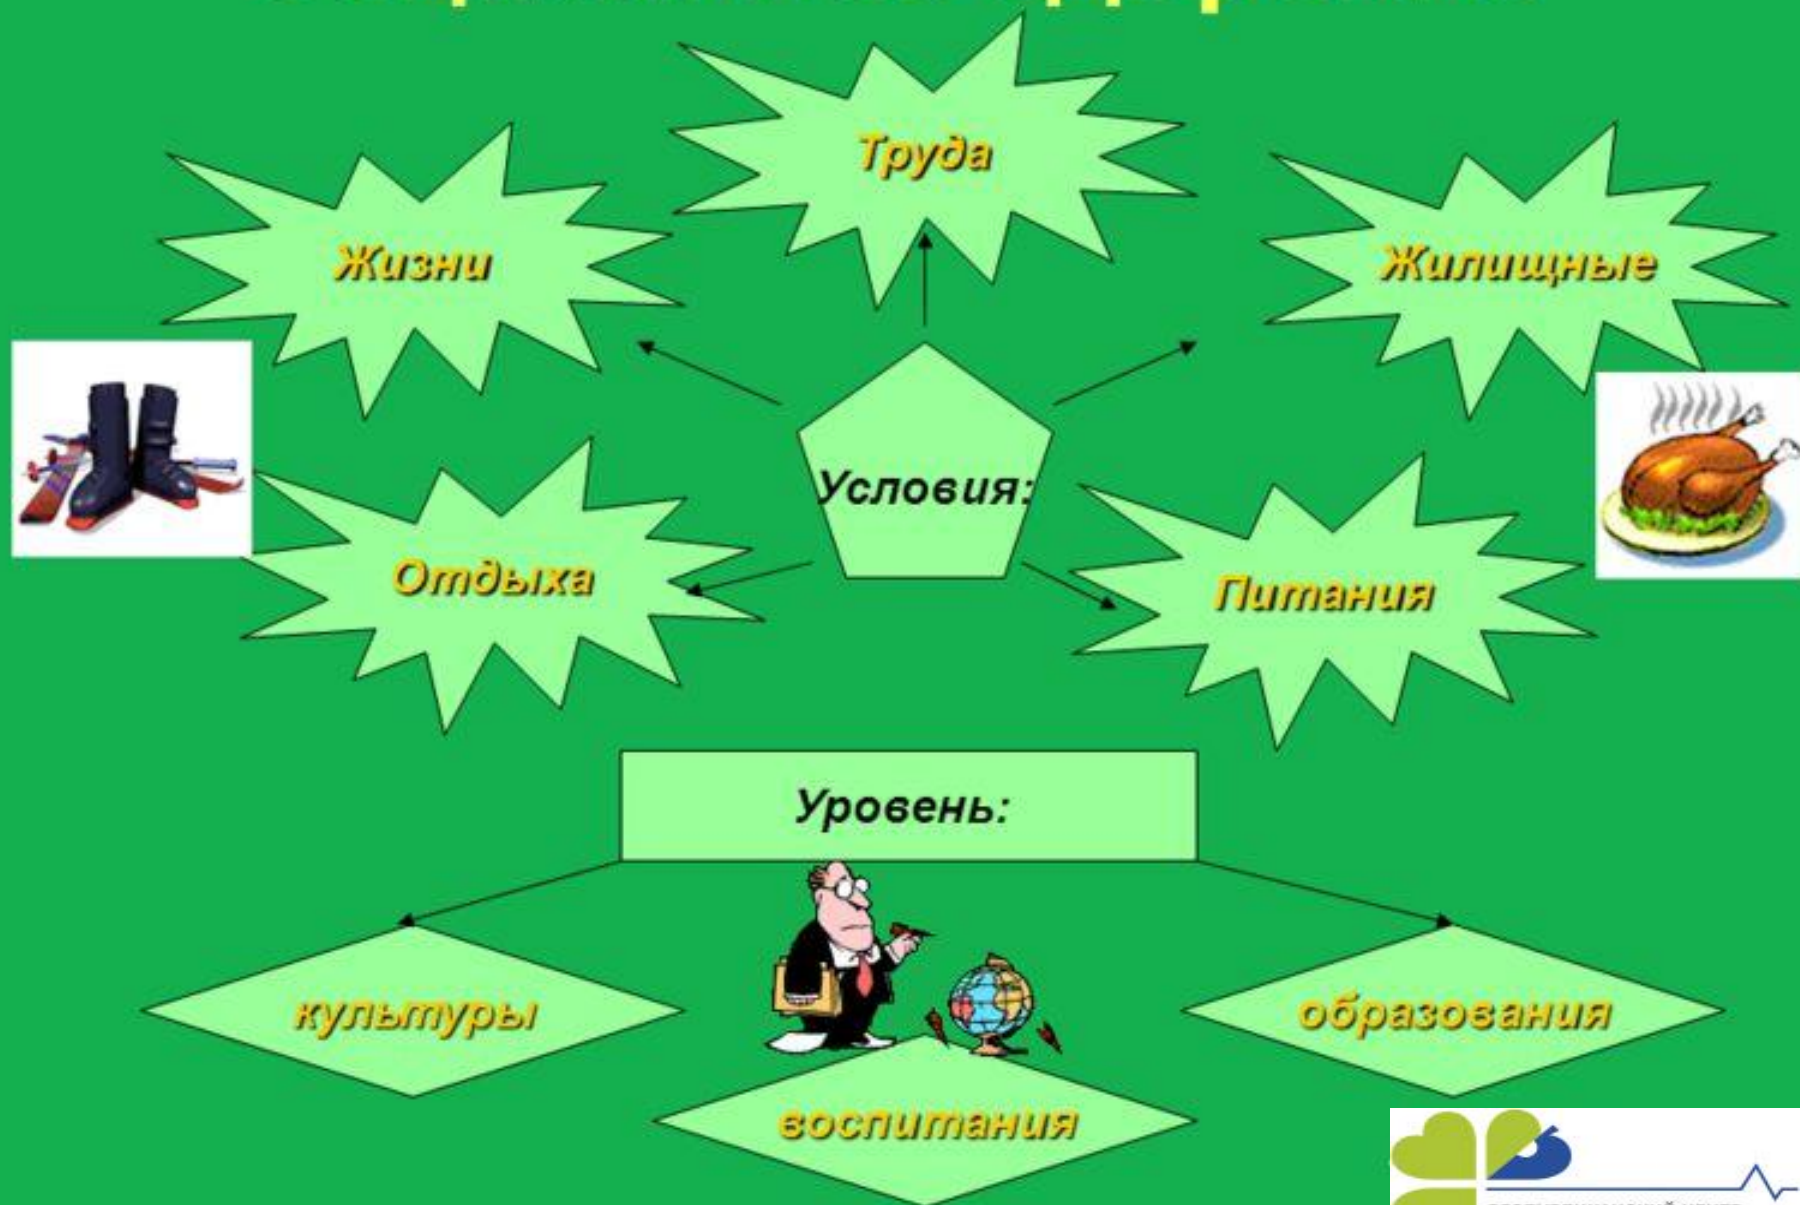 Труда
Жизни
Жилищные
Условия:
Отдыха
Питания
Уровень:
культуры
образования
воспитания